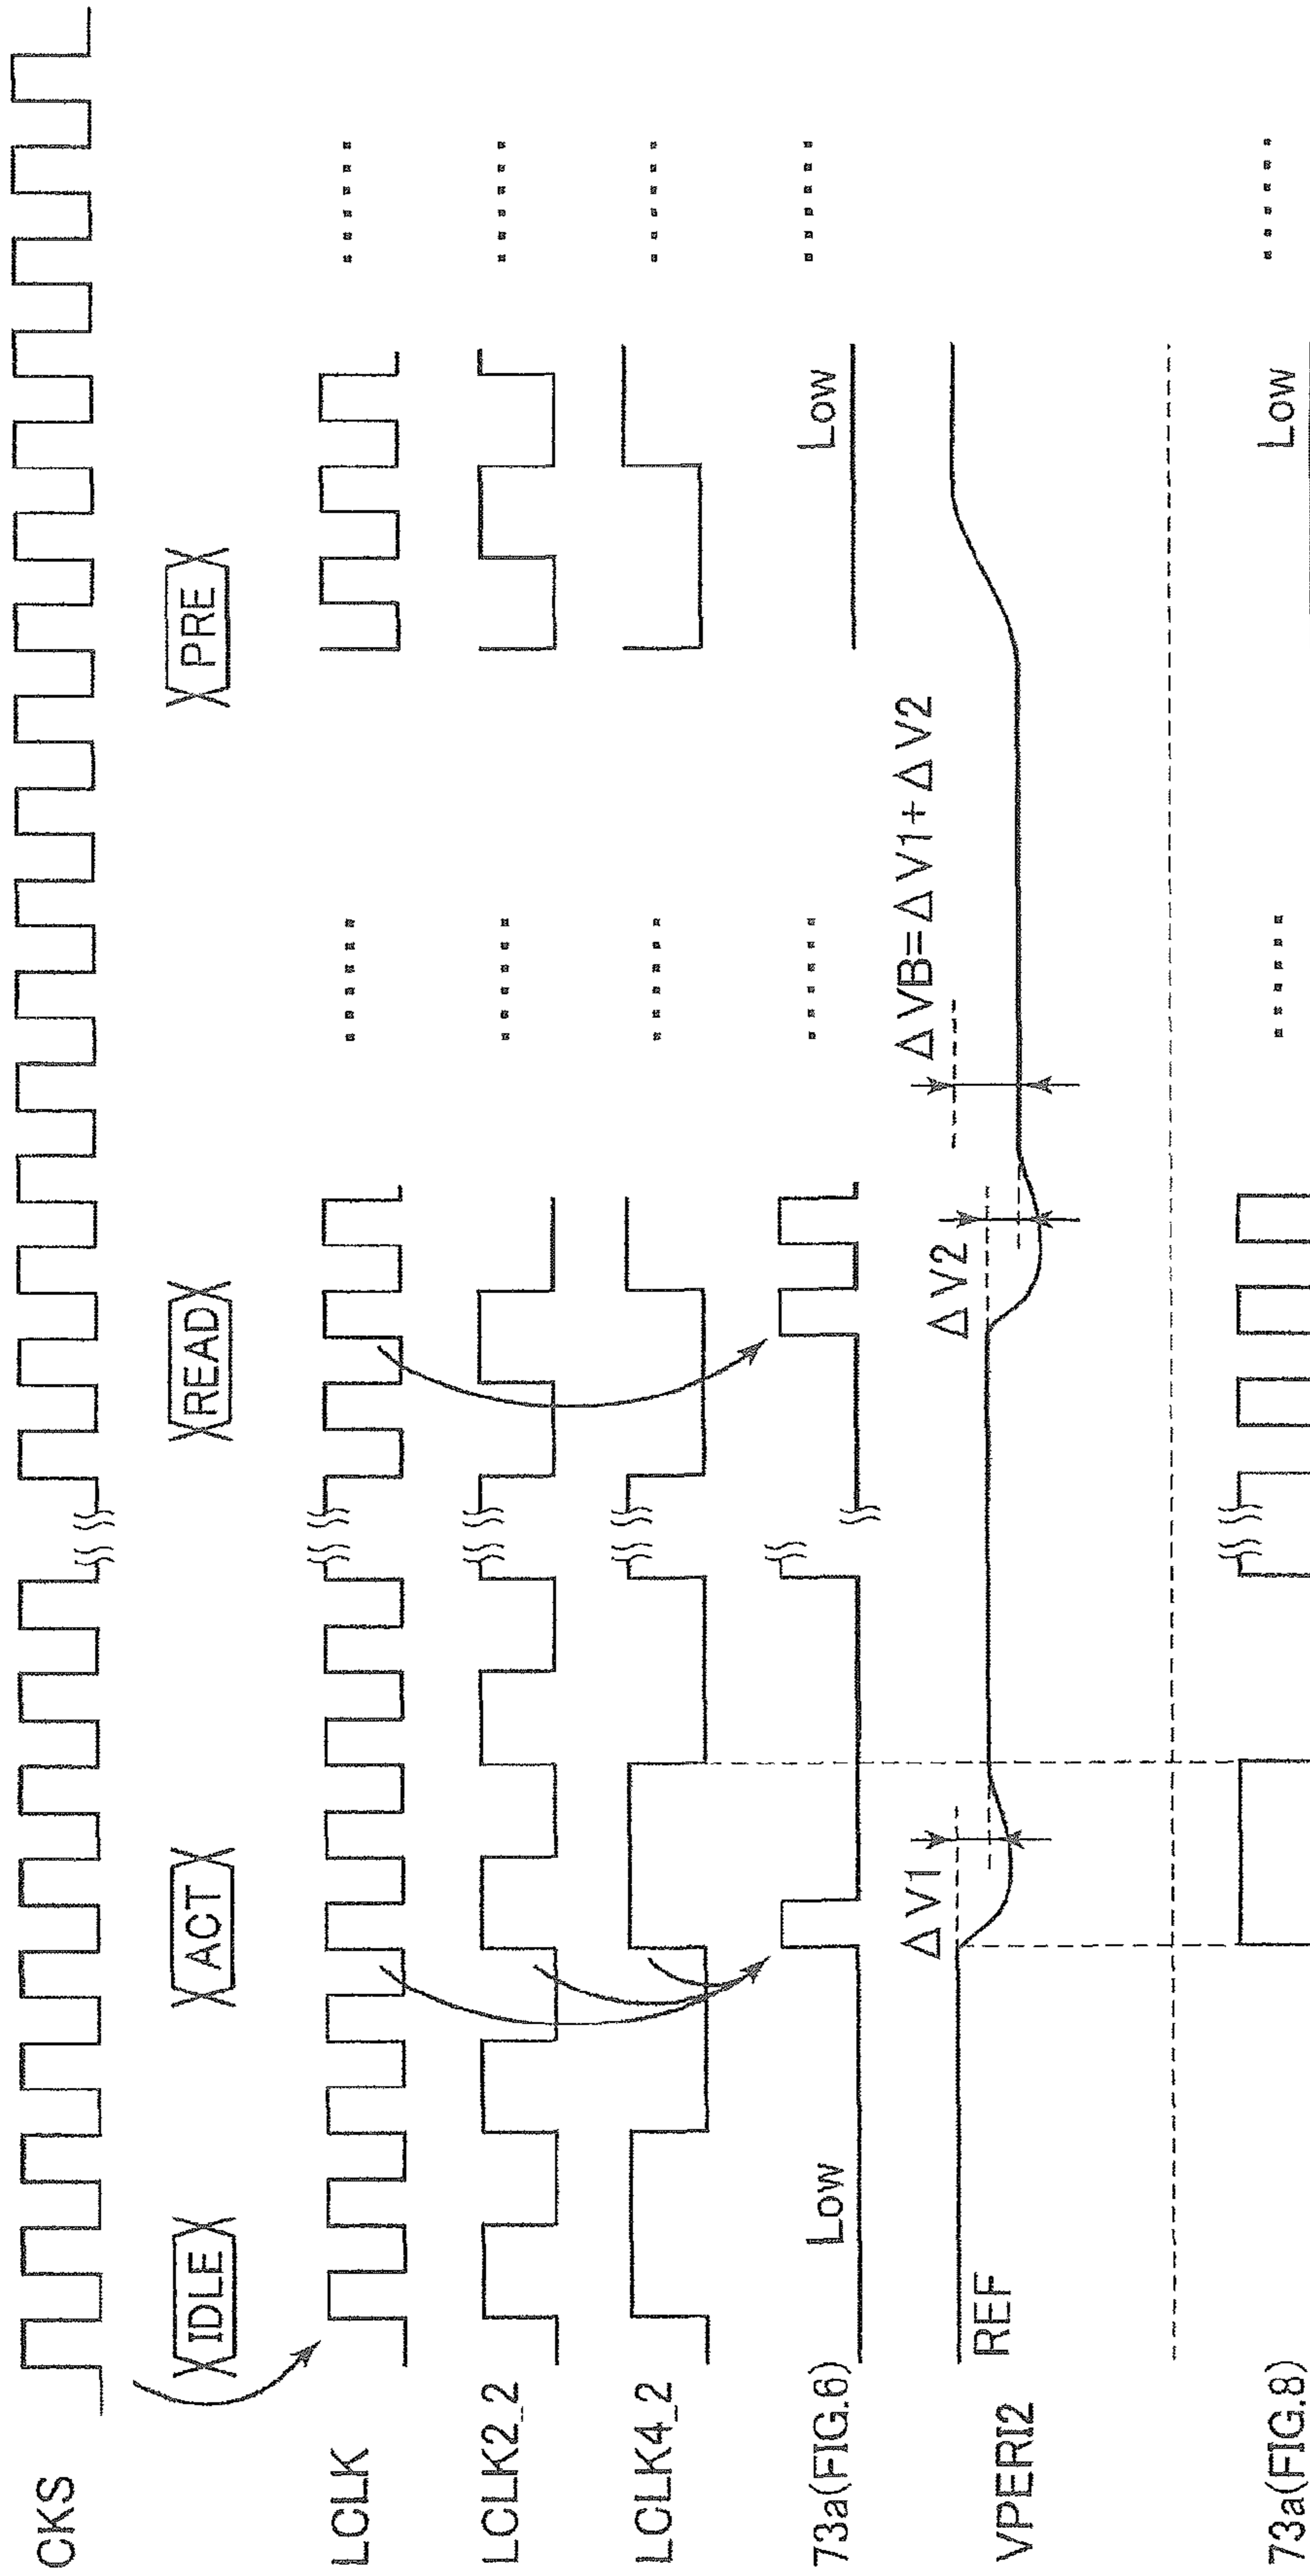 CKS
IDLE
ACT
READ
PRE
LCLK
LCLK2_2
LCLK4_2
73a(FIG.6)
Low
Low
VPERI2
REF
ΔV1
ΔV2
ΔVB=ΔV1+ΔV2
73a(FIG.8)
Low